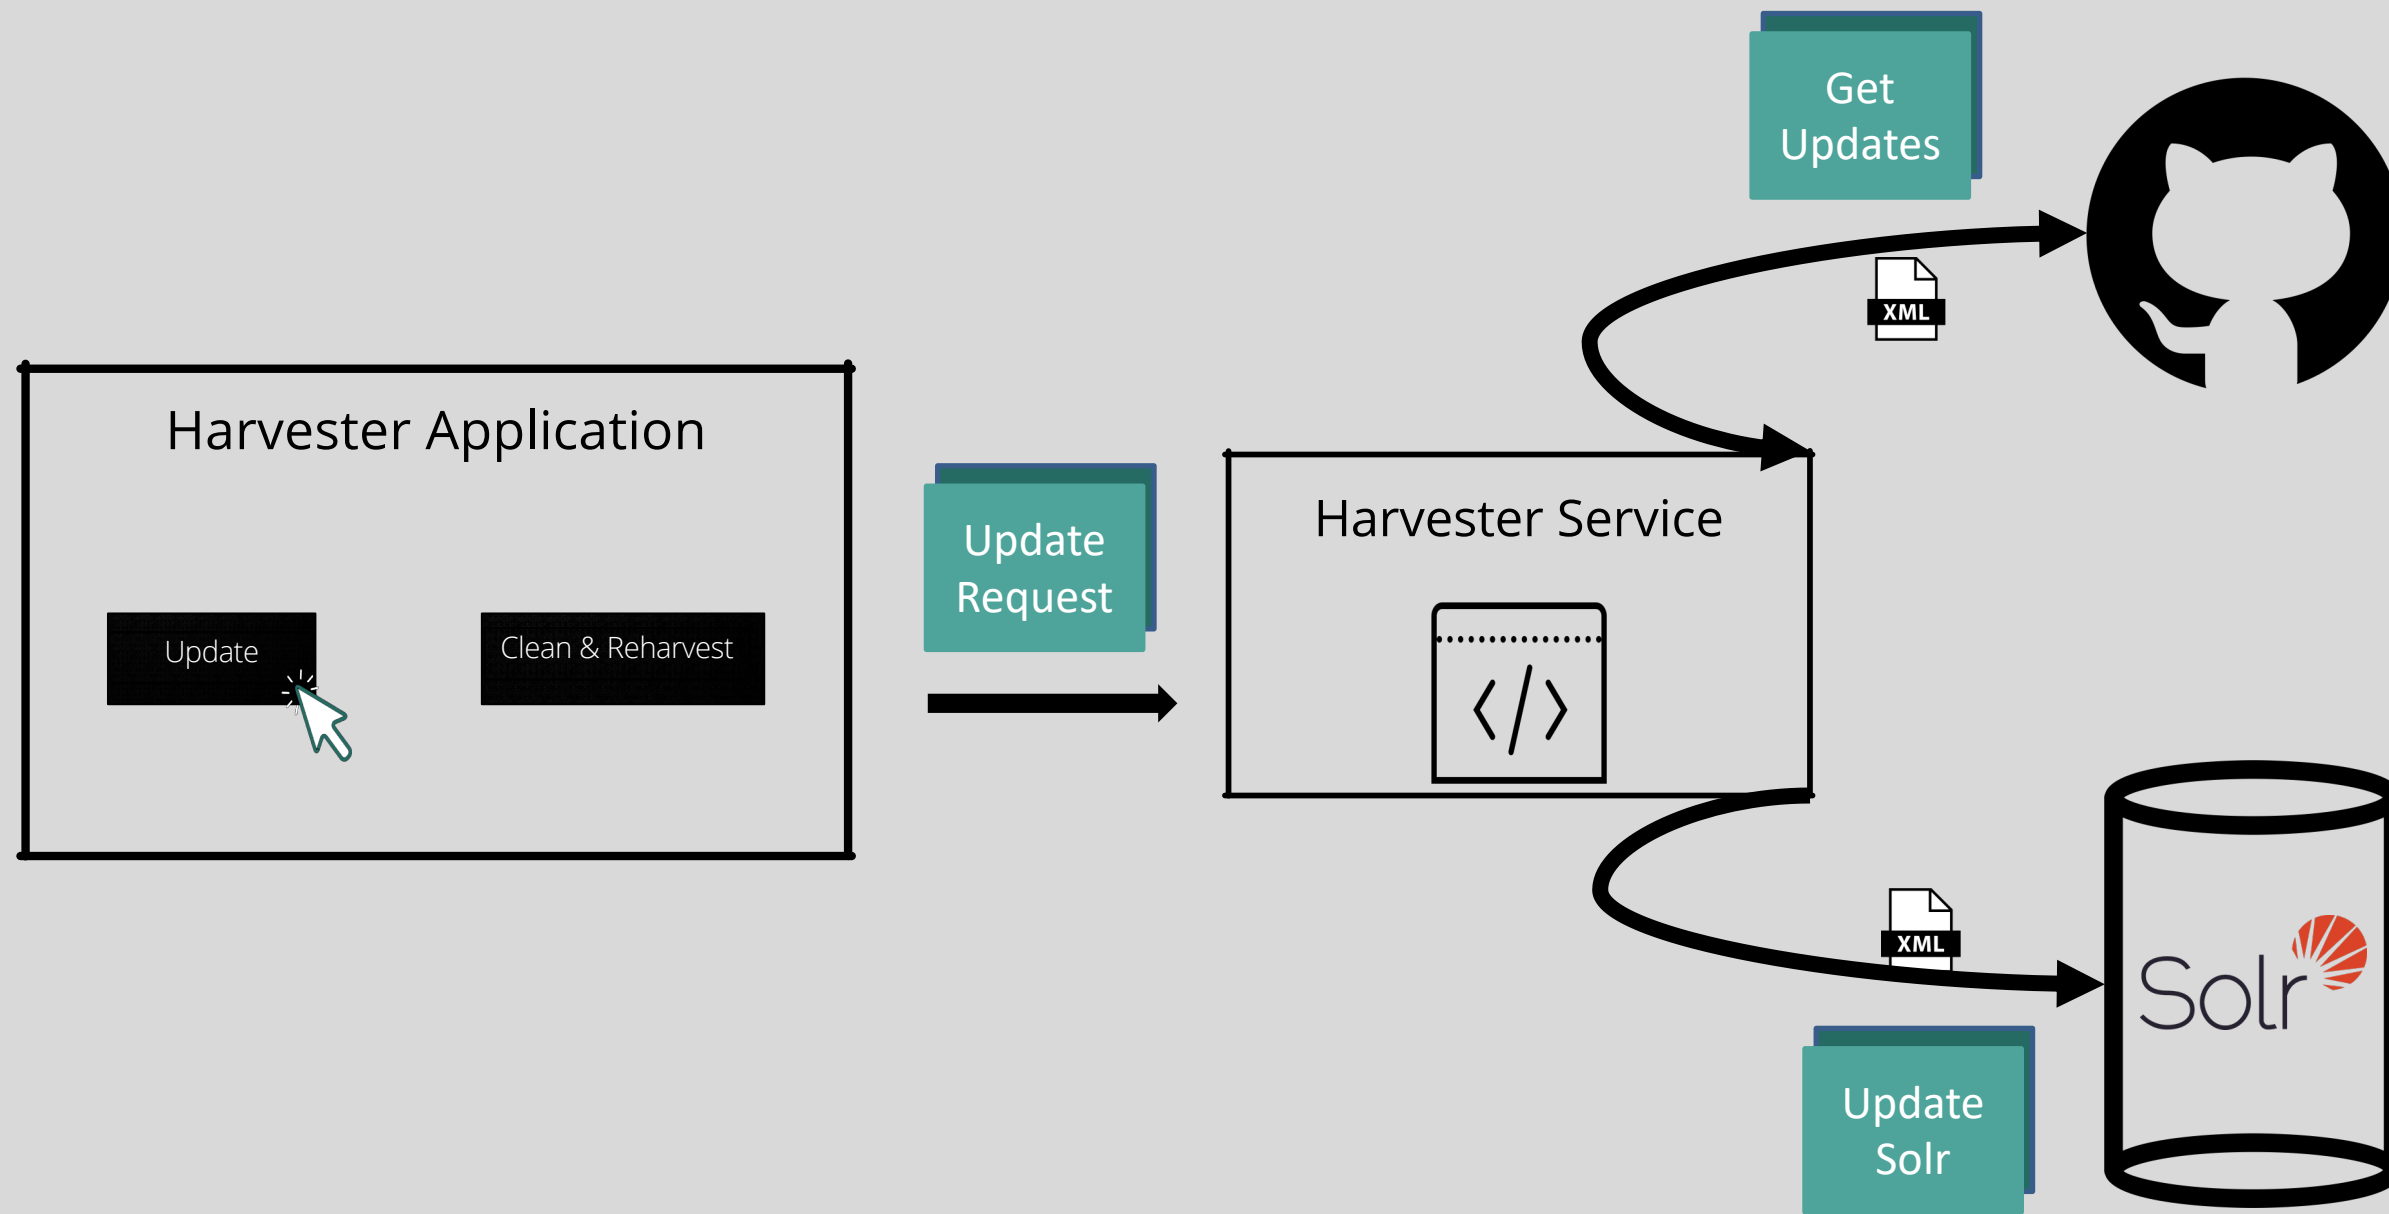 Get
Updates
XML
Harvester Application
Update
Request
Harvester Service
Update
Clean & Reharvest
XML
Solr
Update
Solr